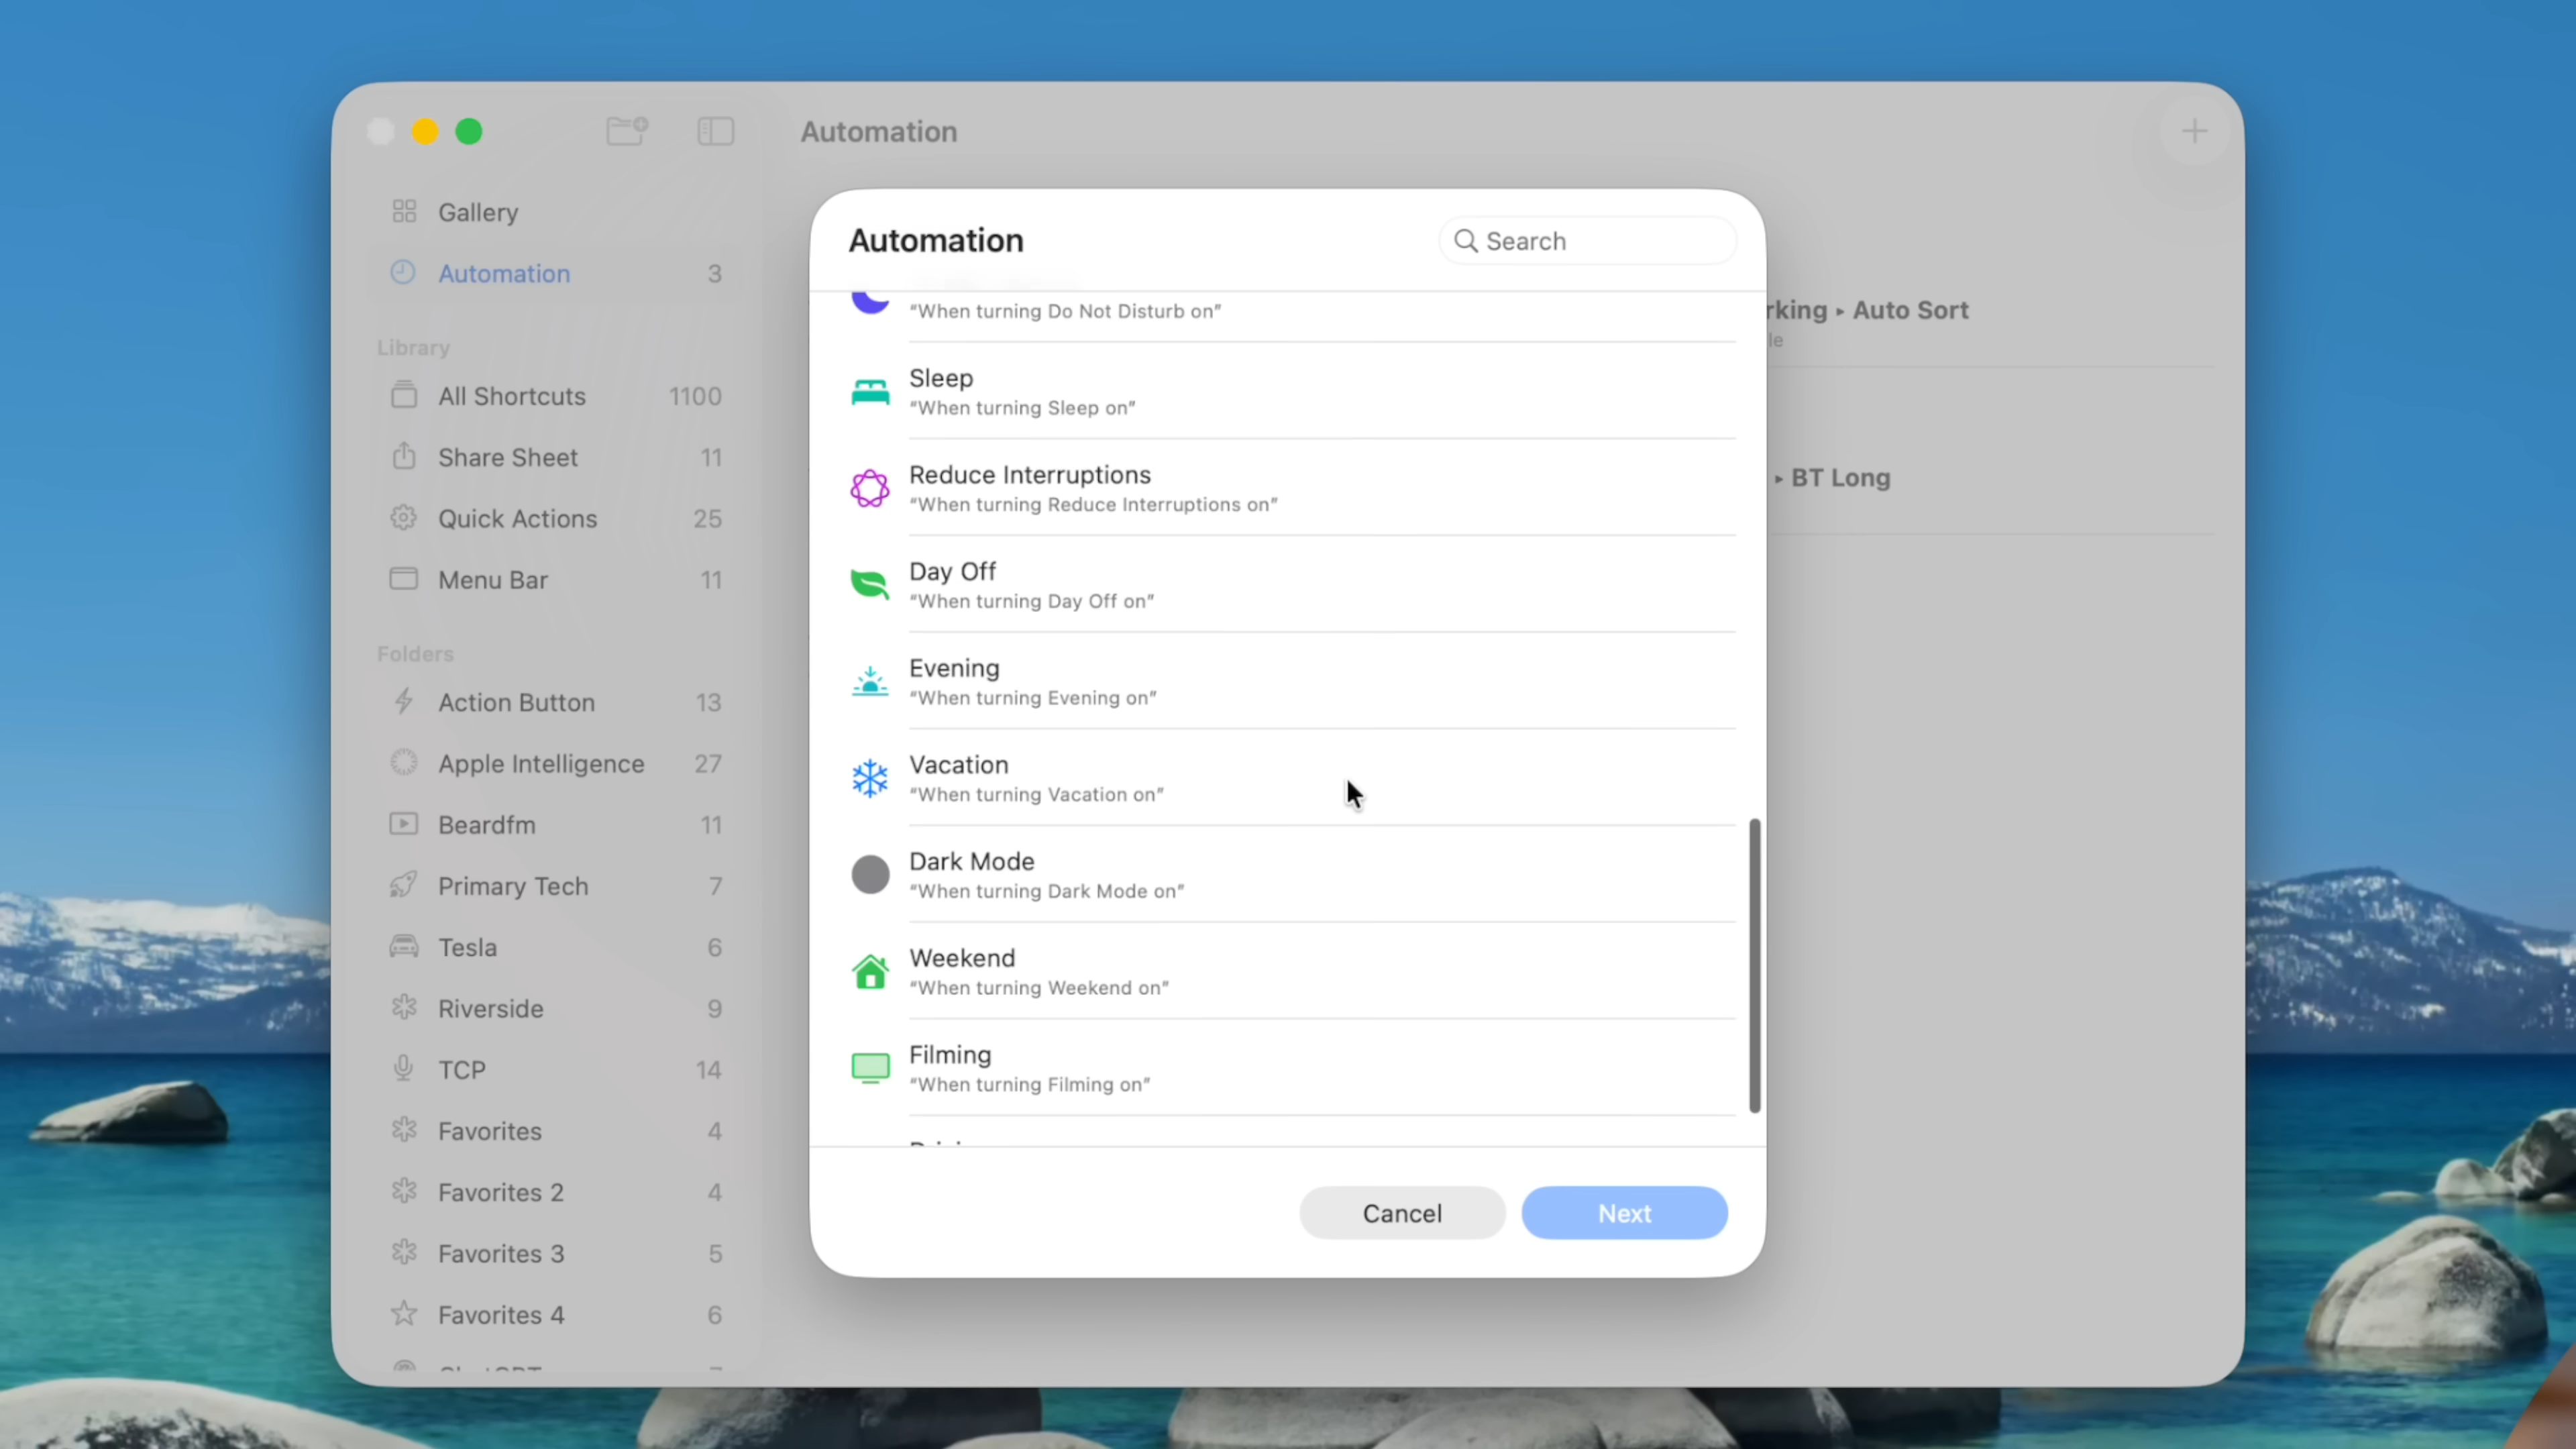 Automation
Gallery
Automation 3
Library
All Shortcuts 1100
Share Sheet 11
Quick Actions 25
Menu Bar 11
Folders
Action Button 13
Apple Intelligence 27
Beardfm 11
Primary Tech 7
Tesla 6
Riverside 9
TCP 14
Favorites 4
Favorites 2 4
Favorites 3 5
Favorites 4 6
Automation
Search
“When turning Do Not Disturb on”
Sleep
“When turning Sleep on”
Reduce Interruptions
“When turning Reduce Interruptions on”
Day Off
“When turning Day Off on”
Evening
“When turning Evening on”
Vacation
“When turning Vacation on”
Dark Mode
“When turning Dark Mode on”
Weekend
“When turning Weekend on”
Filming
“When turning Filming on”
Cancel
Next
rking ▸ Auto Sort
le
▸ BT Long